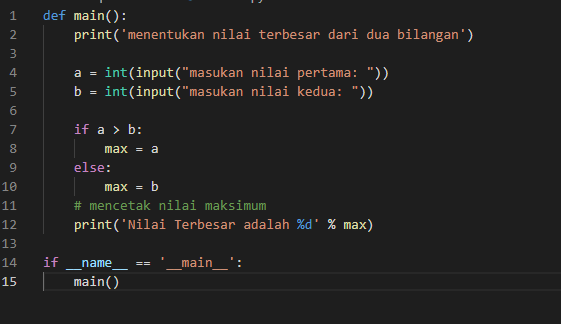 1 def main():
2 print('menentukan nilai terbesar dari dua bilangan')
3
4 a = int(input("masukan nilai pertama: "))
5 b = int(input("masukan nilai kedua: "))
6
7 if a > b:
8 max = a
9 else:
10 max = b
11 # mencetak nilai maksimum
12 print('Nilai Terbesar adalah %d' % max)
13
14 if __name__ == '__main__':
15 main()